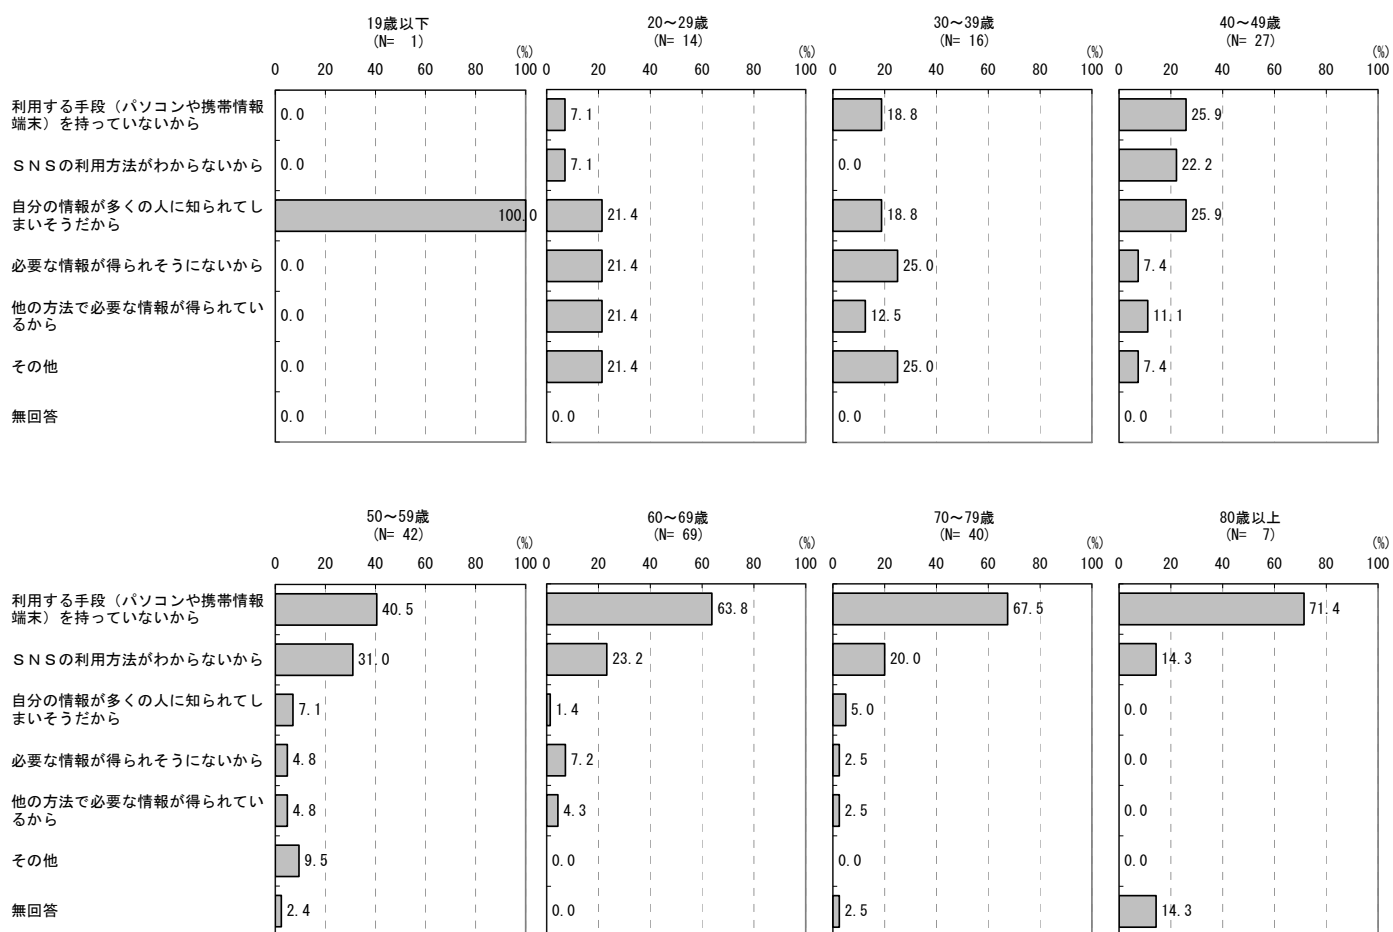 19歳以下
(N=　1)
20～29歳
(N= 14)
30～39歳
(N= 16)
40～49歳
(N= 27)
(%)
(%)
(%)
(%)
0 20 40 60 80 100
0 20 40 60 80 100
0 20 40 60 80 100
0 20 40 60 80 100
利用する手段（パソコンや携帯情報
端末）を持っていないから
0.0 7.1 18.8 25.9
ＳＮＳの利用方法がわからないから
0.0 7.1 0.0 22.2
自分の情報が多くの人に知られてし
まいそうだから
100.0 21.4 18.8 25.9
必要な情報が得られそうにないから
0.0 21.4 25.0 7.4
他の方法で必要な情報が得られてい
るから
0.0 21.4 12.5 11.1
その他
0.0 21.4 25.0 7.4
無回答
0.0 0.0 0.0 0.0
50～59歳
(N= 42)
60～69歳
(N= 69)
70～79歳
(N= 40)
80歳以上
(N=　7)
(%)
(%)
(%)
(%)
0 20 40 60 80 100
0 20 40 60 80 100
0 20 40 60 80 100
0 20 40 60 80 100
利用する手段（パソコンや携帯情報
端末）を持っていないから
40.5 63.8 67.5 71.4
ＳＮＳの利用方法がわからないから
31.0 23.2 20.0 14.3
自分の情報が多くの人に知られてし
まいそうだから
7.1 1.4 5.0 0.0
必要な情報が得られそうにないから
4.8 7.2 2.5 0.0
他の方法で必要な情報が得られてい
るから
4.8 4.3 2.5 0.0
その他
9.5 0.0 0.0 0.0
無回答
2.4 0.0 2.5 14.3